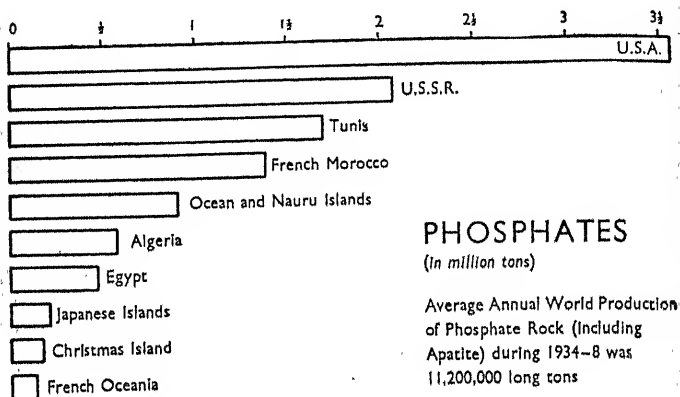 0 ½ 1 1½ 2 2½ 3 3½
U.S.A.
U.S.S.R.
Tunis
French Morocco
Ocean and Nauru Islands
Algeria
Egypt
Japanese Islands
Christmas Island
French Oceania
PHOSPHATES
(in million tons)
Average Annual World Production
of Phosphate Rock (including
Apatite) during 1934–8 was
11,200,000 long tons